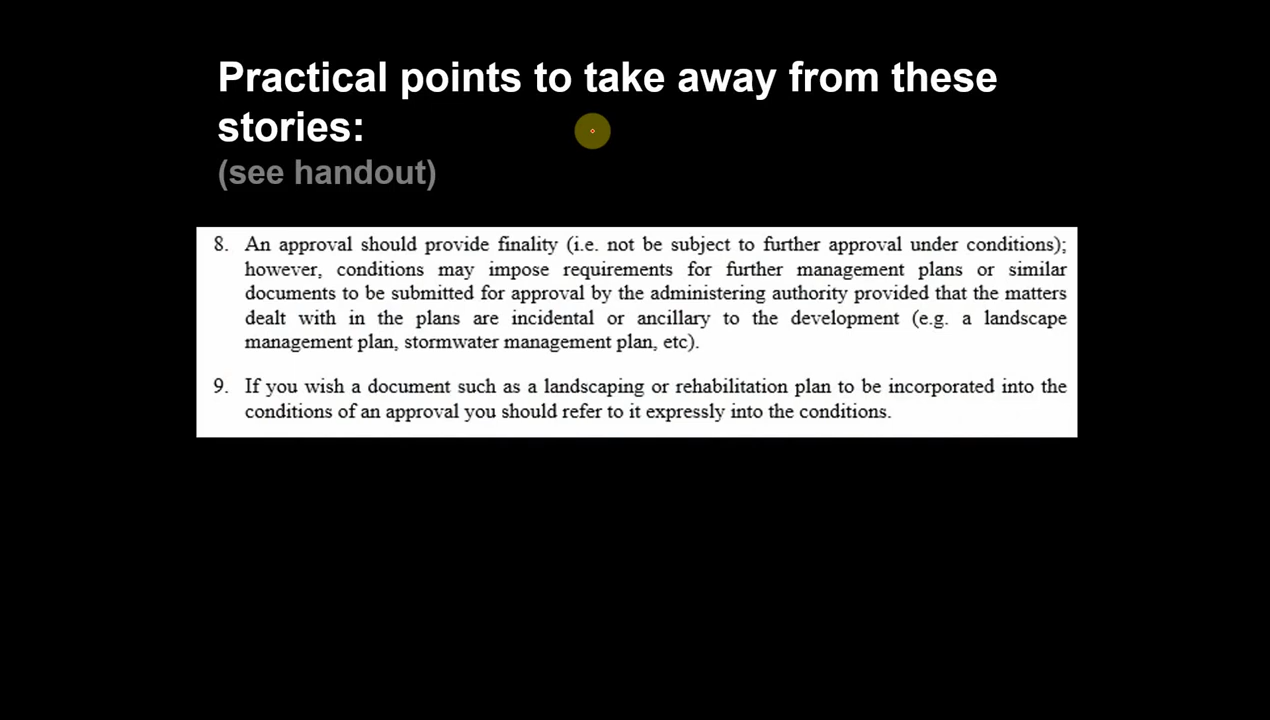 Practical points to take away from these
stories:
(see handout)
8. An approval should provide finality (i.e. not be subject to further approval under conditions);
however, conditions may impose requirements for further management plans or similar
documents to be submitted for approval by the administering authority provided that the matters
dealt with in the plans are incidental or ancillary to the development (e.g. a landscape
management plan, stormwater management plan, etc).
9. If you wish a document such as a landscaping or rehabilitation plan to be incorporated into the
conditions of an approval you should refer to it expressly into the conditions.